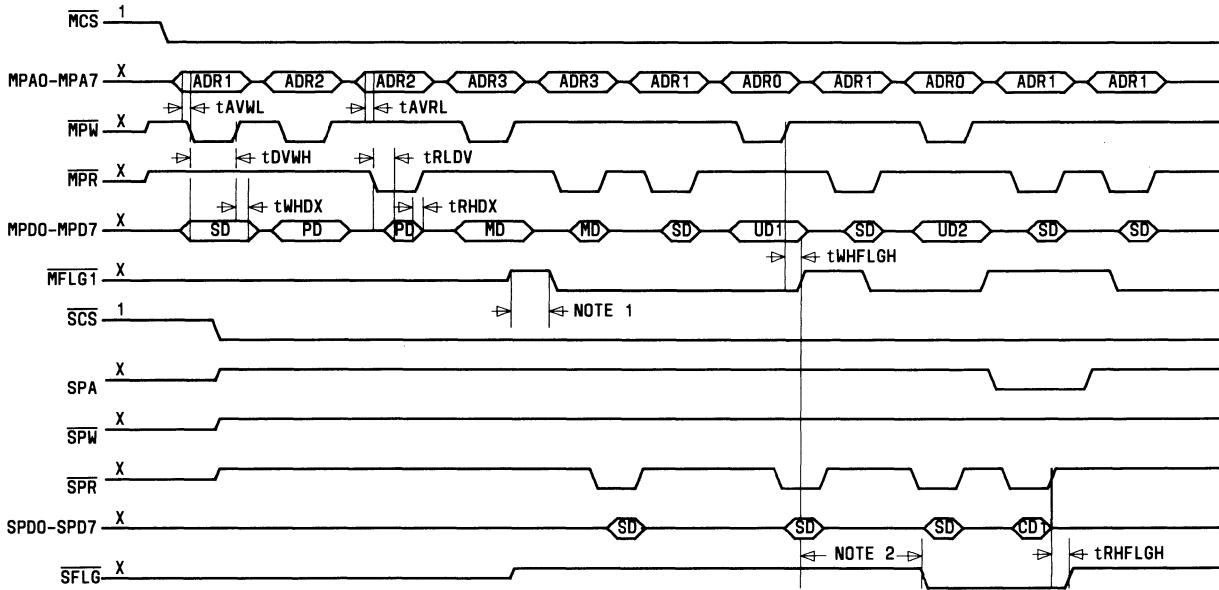 MCS 1
MPA0-MPA7 X ADR1 ADR2 ADR2 ADR3 ADR3 ADR1 ADR0 ADR1 ADR0 ADR1 ADR1
tAVWL tAVRL
MPW X
tDVWH tRLDV
MPR X
tWHDX tRHDX
MPD0-MPD7 X SD PD PD MD MD SD UD1 SD UD2 SD SD
tWHFLGH
MFLG1 X
NOTE 1
SCS 1
SPA X
SPW X
SPR X
SPD0-SPD7 X SD SD SD CD1
NOTE 2 tRHFLGH
SFLG X